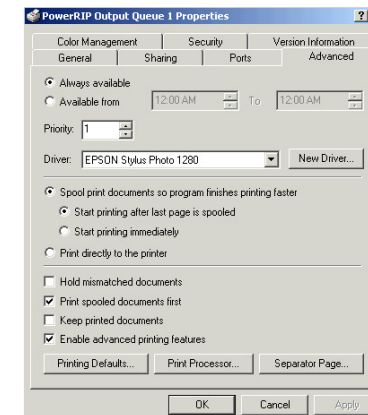 PowerRIP Output Queue 1 Properties ?
Color Management Security Version Information
General Sharing Ports Advanced
Always available
Available from 12:00 AM To 12:00 AM
Priority: 1
Driver: EPSON Stylus Photo 1280 New Driver...
Spool print documents so program finishes printing faster
Start printing after last page is spooled
Start printing immediately
Print directly to the printer
Hold mismatched documents
Print spooled documents first
Keep printed documents
Enable advanced printing features
Printing Defaults... Print Processor... Separator Page...
OK Cancel Apply